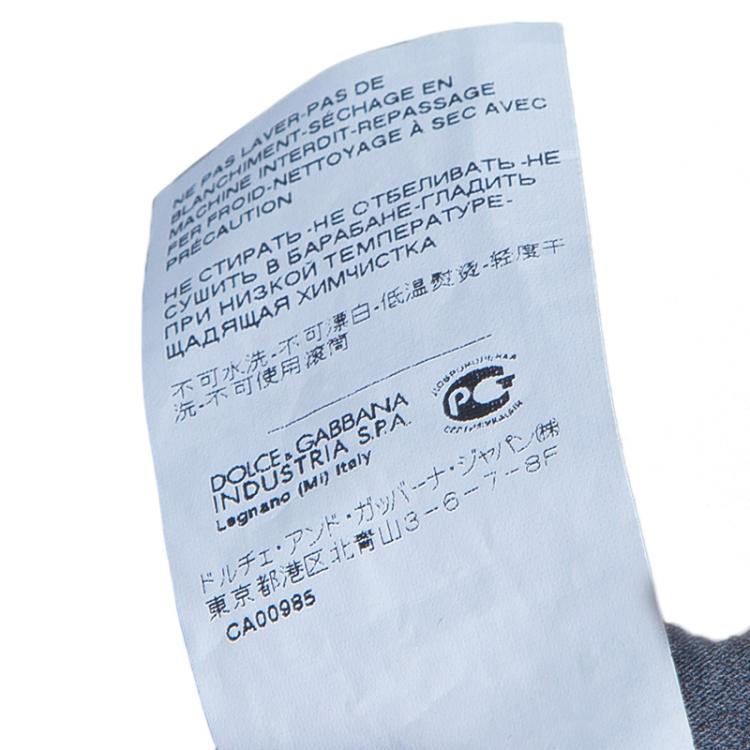 NE PAS LAVER-PAS DE
BLANCHIMENT-SÉCHAGE EN
MACHINE INTERDIT-REPASSAGE
FER FROID-NETTOYAGE À SEC AVEC
PRÉCAUTION
НЕ СТИРАТЬ-НЕ ОТБЕЛИВАТЬ-НЕ
СУШИТЬ В БАРАБАНЕ-ГЛАДИТЬ
ПРИ НИЗКОЙ ТЕМПЕРАТУРЕ-
ЩАДЯЩАЯ ХИМЧИСТКА
不可水洗-不可漂白-低温熨烫-轻度干
洗-不可使用滚筒
ДОБРОВОЛЬНАЯ
РСТ
СЕРТИФИКАЦИЯ
DOLCE & GABBANA
INDUSTRIA S.P.A.
Legnano (Mi) Italy
ドルチェ・アンド・ガッバーナ・ジャパン(株)
東京都港区北青山3-6-7-8F
CA00985